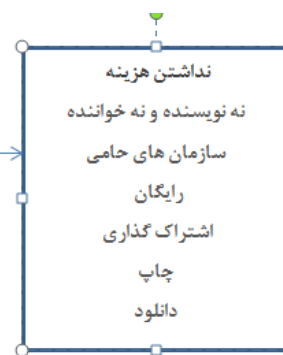 نداشتن هزینه
نه نویسنده و نه خواننده
سازمان های حامی
رایگان
اشتراک گذاری
چاپ
دانلود